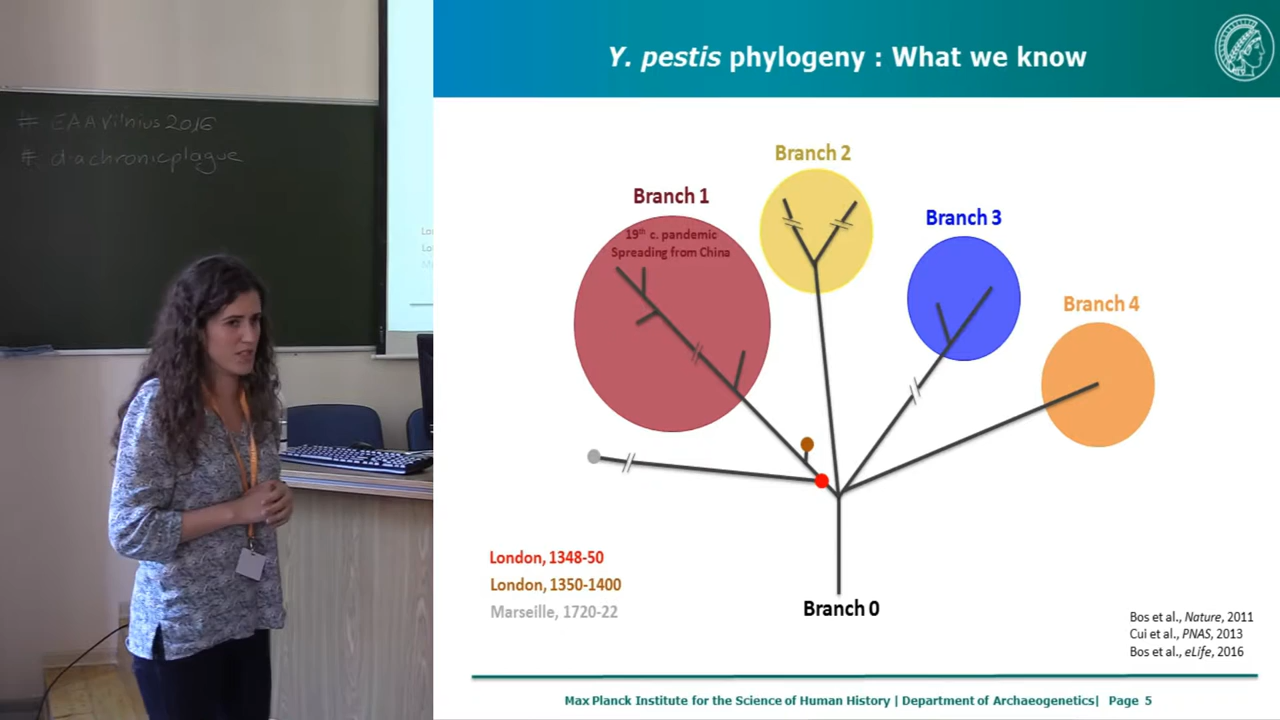 # EAAVilnius2016
# diachronicplague
Y. pestis phylogeny : What we know
Branch 2
Branch 1
Branch 3
19th c. pandemic
Spreading from China
Branch 4
London, 1348-50
London, 1350-1400
Marseille, 1720-22
Branch 0
Bos et al., Nature, 2011
Cui et al., PNAS, 2013
Bos et al., eLife, 2016
Max Planck Institute for the Science of Human History | Department of Archaeogenetics| Page 5